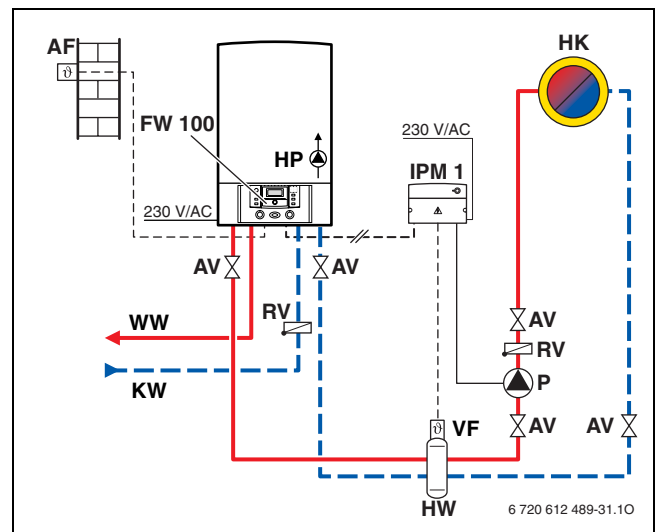 AF
HK
ϑ
FW 100
HP
230 V/AC
IPM 1
230 V/AC
AV
AV
AV
RV
RV
WW
P
KW
ϑ
VF
AV
AV
HW
6 720 612 489-31.1O